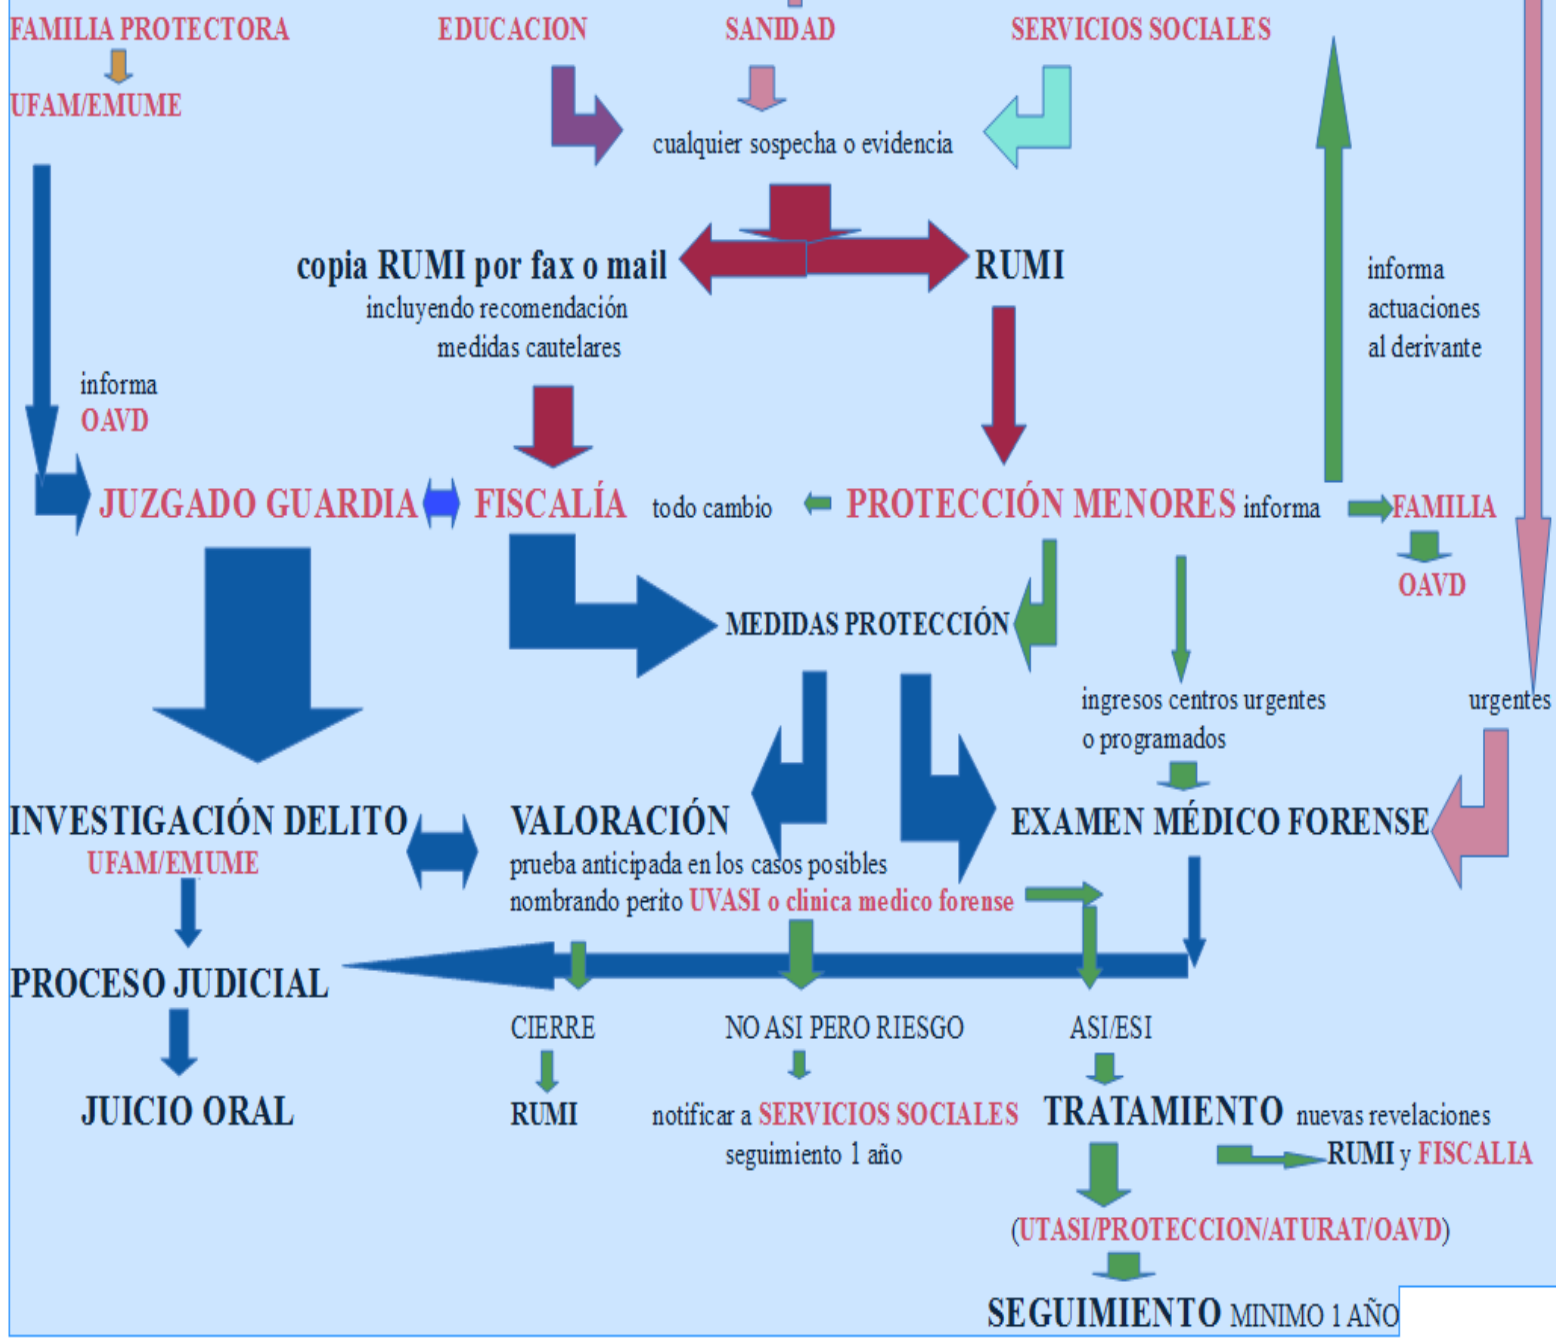 FAMILIA PROTECTORA
EDUCACION
SANIDAD
SERVICIOS SOCIALES
UFAM/EMUME
cualquier sospecha o evidencia
copia RUMI por fax o mail
incluyendo recomendación
medidas cautelares
RUMI
informa
actuaciones
al derivante
informa
OAVD
JUZGADO GUARDIA
FISCALÍA
todo cambio
PROTECCIÓN MENORES informa
FAMILIA
OAVD
MEDIDAS PROTECCIÓN
ingresos centros urgentes
o programados
urgentes
INVESTIGACIÓN DELITO
UFAM/EMUME
VALORACIÓN
prueba anticipada en los casos posibles
nombrando perito UVASI o clinica medico forense
EXAMEN MÉDICO FORENSE
PROCESO JUDICIAL
CIERRE
NO ASI PERO RIESGO
ASI/ESI
JUICIO ORAL
RUMI
notificar a SERVICIOS SOCIALES
seguimiento 1 año
TRATAMIENTO nuevas revelaciones
RUMI y FISCALIA
(UTASI/PROTECCION/ATURAT/OAVD)
SEGUIMIENTO MINIMO 1 AÑO